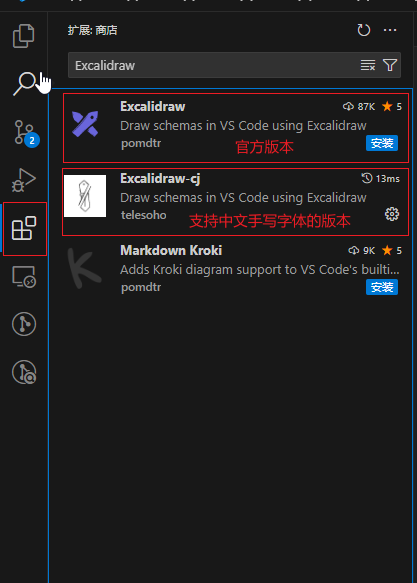 扩展: 商店
Excalidraw
Excalidraw 87K 5
Draw schemas in VS Code using Excalidraw
pomdtr 安装
官方版本
Excalidraw-cj 13ms
Draw schemas in VS Code using Excalidraw
telesoho
支持中文手写字体的版本
Markdown Kroki 9K 5
Adds Kroki diagram support to VS Code's builti...
pomdtr 安装
2